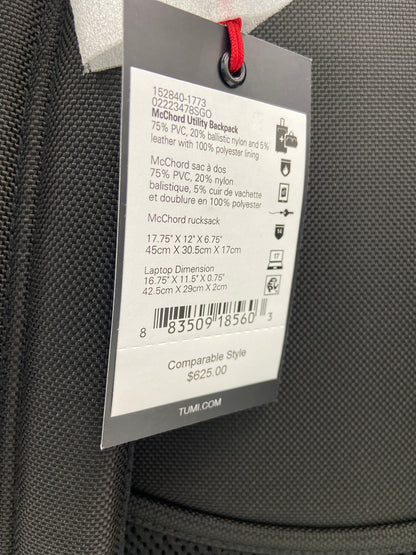 152840-1773
02223478SGO
McChord Utility Backpack
75% PVC, 20% ballistic nylon and 5%
leather with 100% polyester lining
McChord sac à dos
75% PVC, 20% nylon
balistique, 5% cuir de vachette
et doublure en 100% polyester
McChord rucksack
17.75" X 12" X 6.75"
45cm X 30.5cm X 17cm
Laptop Dimension
16.75" X 11.5" X 0.75"
42.5cm X 29cm X 2cm
14
17
8 83509 18560 3
Comparable Style
$625.00
TUMI.COM